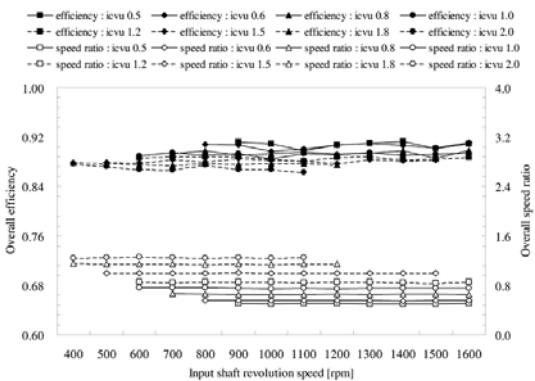 efficiency : icvu 0.5 efficiency : icvu 0.6 efficiency : icvu 0.8 efficiency : icvu 1.0
efficiency : icvu 1.2 efficiency : icvu 1.5 efficiency : icvu 1.8 efficiency : icvu 2.0
speed ratio : icvu 0.5 speed ratio : icvu 0.6 speed ratio : icvu 0.8 speed ratio : icvu 1.0
speed ratio : icvu 1.2 speed ratio : icvu 1.5 speed ratio : icvu 1.8 speed ratio : icvu 2.0
1.00 4.0
0.92 3.2
0.84 2.4
0.76 1.6
0.68 0.8
0.60 0.0
Overall efficiency
Overall speed ratio
400 500 600 700 800 900 1000 1100 1200 1300 1400 1500 1600
Input shaft revolution speed [rpm]